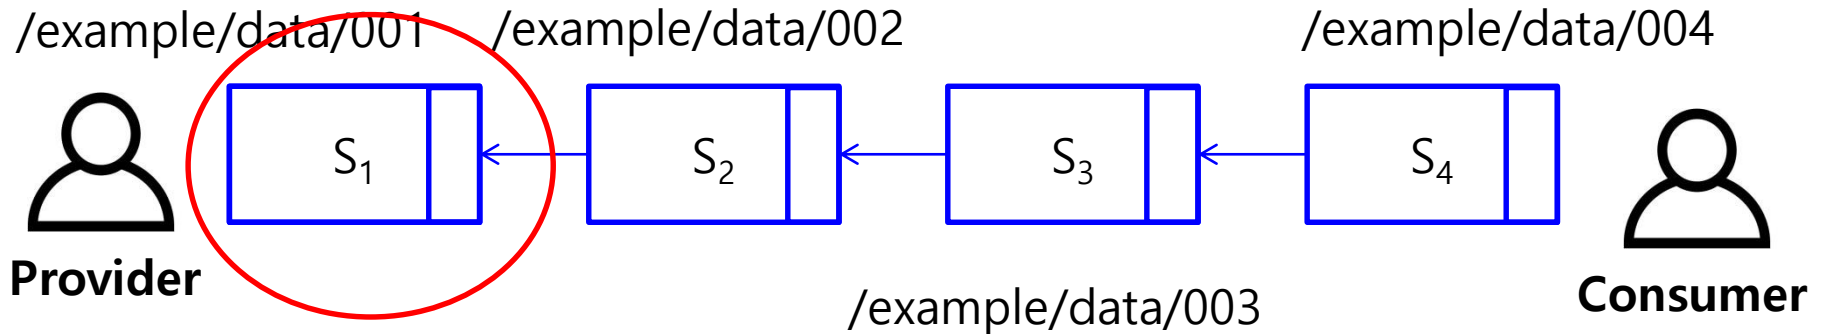 /example/data/001
/example/data/002
/example/data/004
S₁
S₂
S₃
S₄
Provider
/example/data/003
Consumer